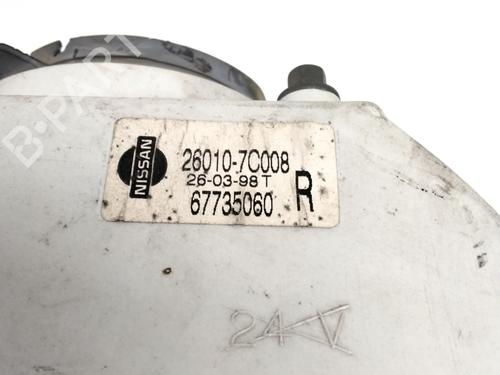 B-PARTS
NISSAN
26010-7C008
26-03-98 T
67735060 R
24V